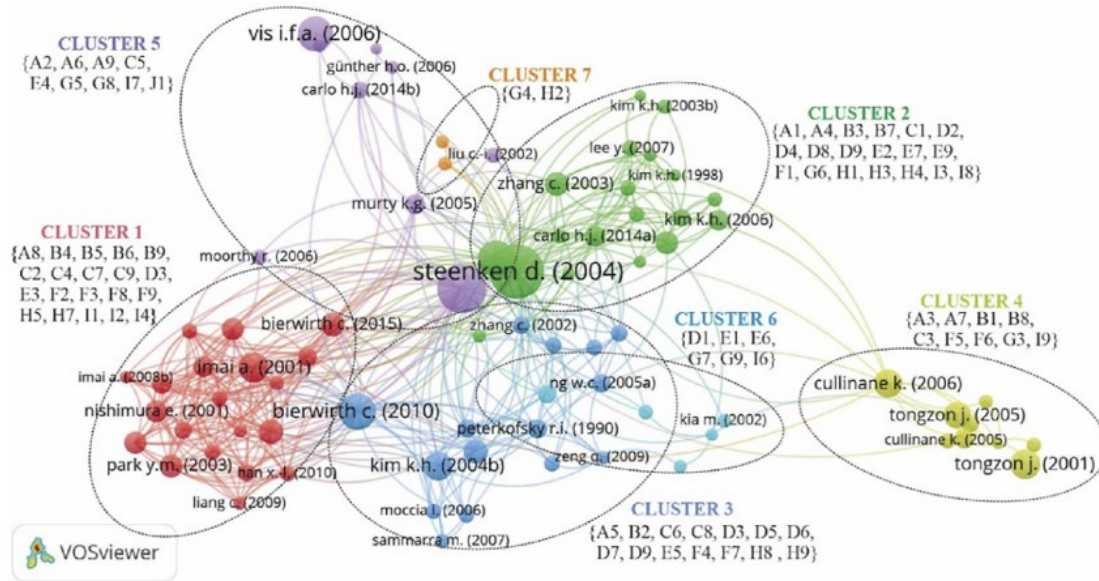 vis i.f.a. (2006)
CLUSTER 5
{A2, A6, A9, C5,
E4, G5, G8, I7, J1}
günther h.o. (2006)
carlo h.j. (2014b)
CLUSTER 7
{G4, H2}
kim k.h. (2003b)
CLUSTER 2
{A1, A4, B3, B7, C1, D2,
D4, D8, D9, E2, E7, E9,
F1, G6, H1, H3, H4, I3, I8}
lee y. (2007)
liu c.-i. (2002)
zhang c. (2003)
kim k.h. (1998)
murty k.g. (2005)
kim k.h. (2006)
carlo h.j. (2014a)
CLUSTER 1
{A8, B4, B5, B6, B9,
C2, C4, C7, C9, D3,
E3, F2, F3, F8, F9,
H5, H7, I1, I2, I4}
moorthy r. (2006)
steenken d. (2004)
CLUSTER 4
{A3, A7, B1, B8,
C3, F5, F6, G3, I9}
CLUSTER 6
{D1, E1, E6,
G7, G9, I6}
bierwirth c. (2015)
zhang c. (2002)
imai a. (2001)
imai a. (2008b)
ng w.c. (2005a)
cullinane k. (2006)
nishimura e. (2001)
bierwirth c. (2010)
kia m. (2002)
tongzon j. (2005)
peterkofsky r.i. (1990)
cullinane k. (2005)
park y.m. (2003)
han x.-l. (2010)
kim k.h. (2004b)
zeng q. (2009)
tongzon j. (2001)
liang c. (2009)
moccia l. (2006)
sammarra m. (2007)
CLUSTER 3
{A5, B2, C6, C8, D3, D5, D6,
D7, D9, E5, F4, F7, H8 , H9}
VOSviewer